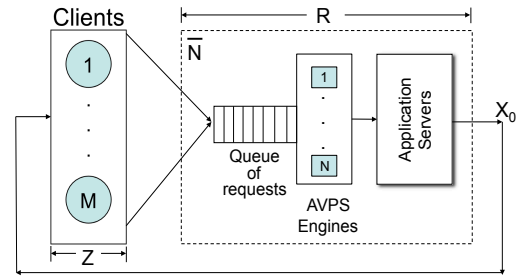 Clients
1
M
Z
R
N̅
Queue
of
requests
1
N
AVPS
Engines
Application
Servers
X₀